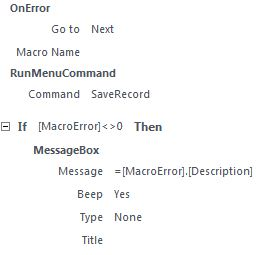 OnError
Go to Next
Macro Name
RunMenuCommand
Command SaveRecord
If [MacroError]<>0 Then
MessageBox
Message =[MacroError].[Description]
Beep Yes
Type None
Title